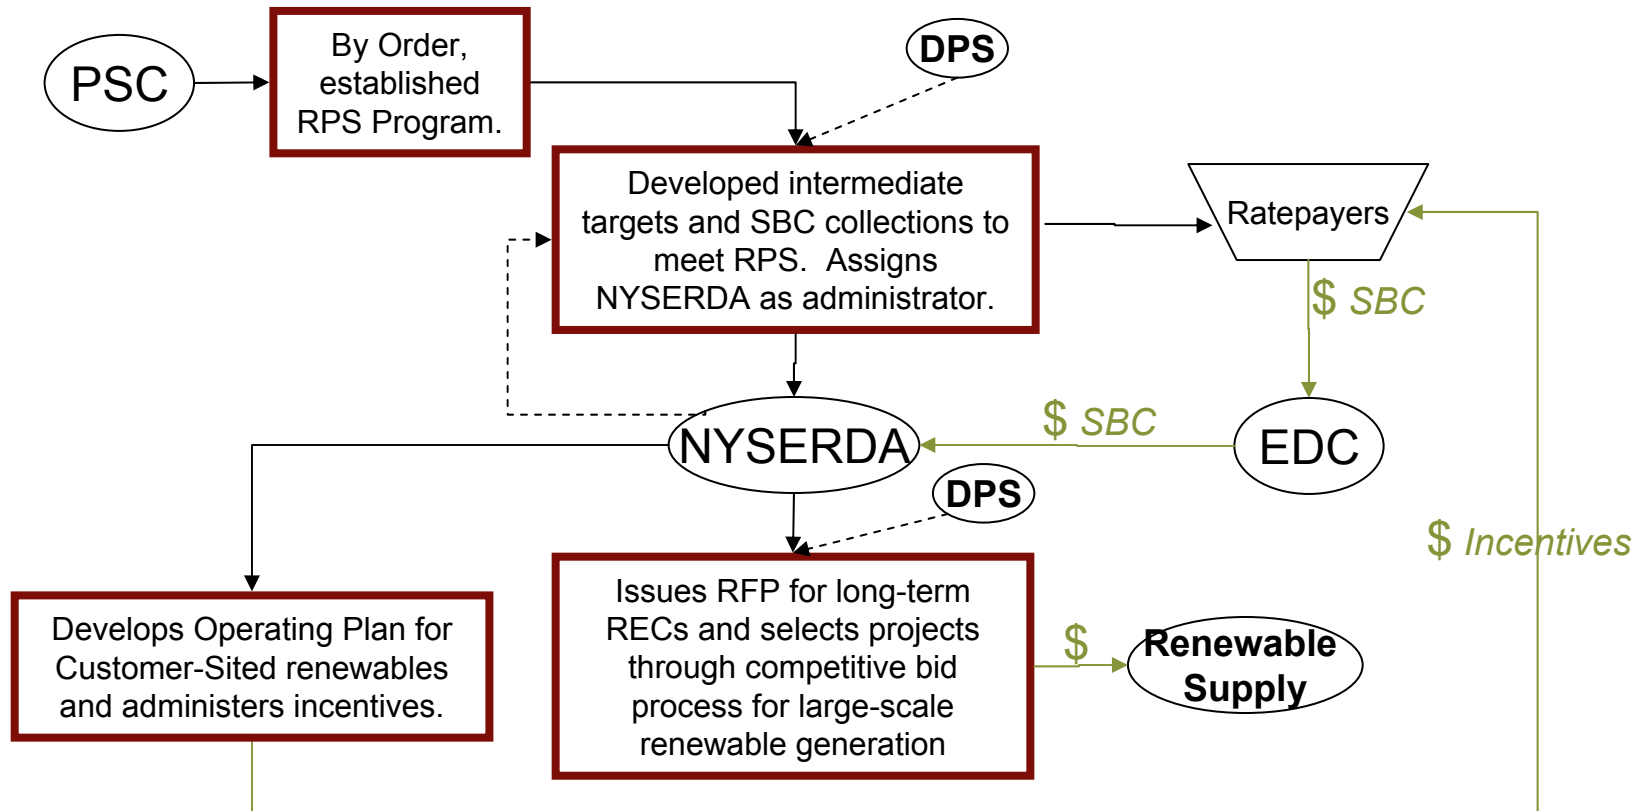 PSC
By Order,
established
RPS Program.
DPS
Developed intermediate
targets and SBC collections to
meet RPS.  Assigns
NYSERDA as administrator.
Ratepayers
$ SBC
NYSERDA
$ SBC
EDC
DPS
$ Incentives
Develops Operating Plan for
Customer-Sited renewables
and administers incentives.
Issues RFP for long-term
RECs and selects projects
through competitive bid
process for large-scale
renewable generation
$
Renewable
Supply